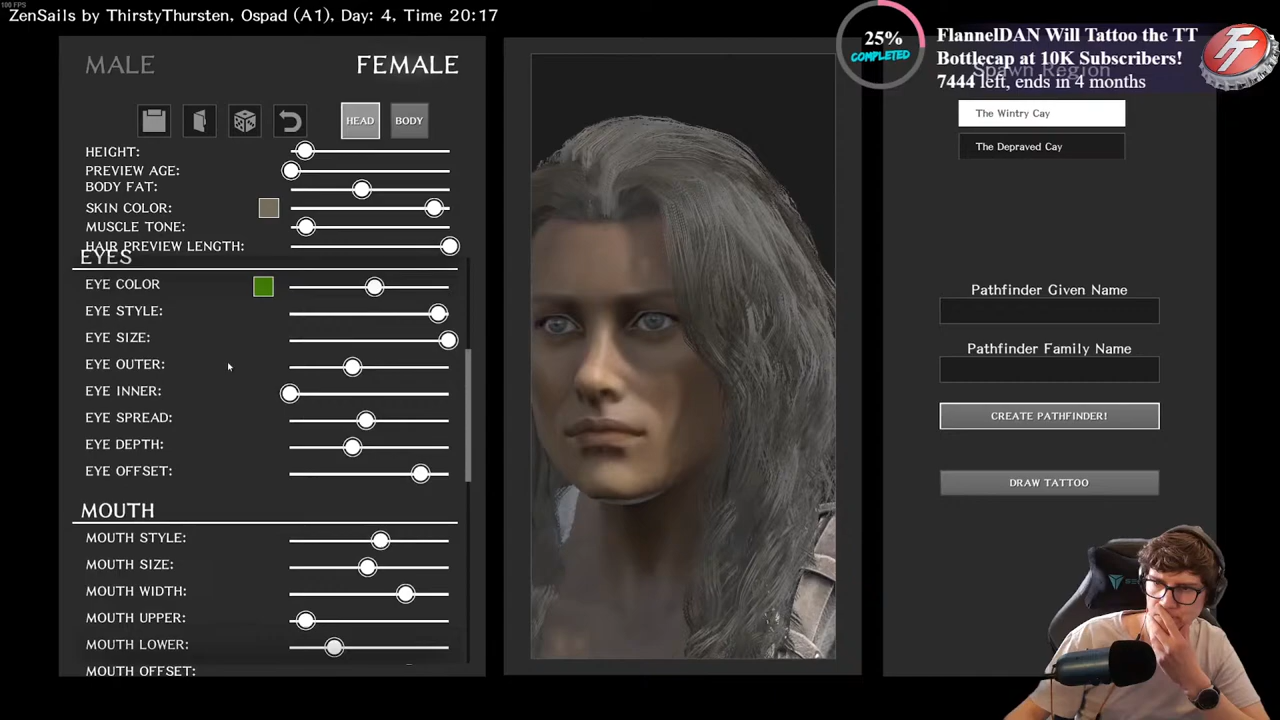 100 FPS
ZenSails by ThirstyThursten, Ospad (A1), Day: 4, Time 20:17
MALE
FEMALE
HEAD
BODY
HEIGHT:
PREVIEW AGE:
BODY FAT:
SKIN COLOR:
MUSCLE TONE:
HAIR PREVIEW LENGTH:
EYES
EYE COLOR
EYE STYLE:
EYE SIZE:
EYE OUTER:
EYE INNER:
EYE SPREAD:
EYE DEPTH:
EYE OFFSET:
MOUTH
MOUTH STYLE:
MOUTH SIZE:
MOUTH WIDTH:
MOUTH UPPER:
MOUTH LOWER:
MOUTH OFFSET:
25%
COMPLETED
FlannelDAN Will Tattoo the TT
Bottlecap at 10K Subscribers!
7444 left, ends in 4 months
Spawn Region
The Wintry Cay
The Depraved Cay
Pathfinder Given Name
Pathfinder Family Name
CREATE PATHFINDER!
DRAW TATTOO